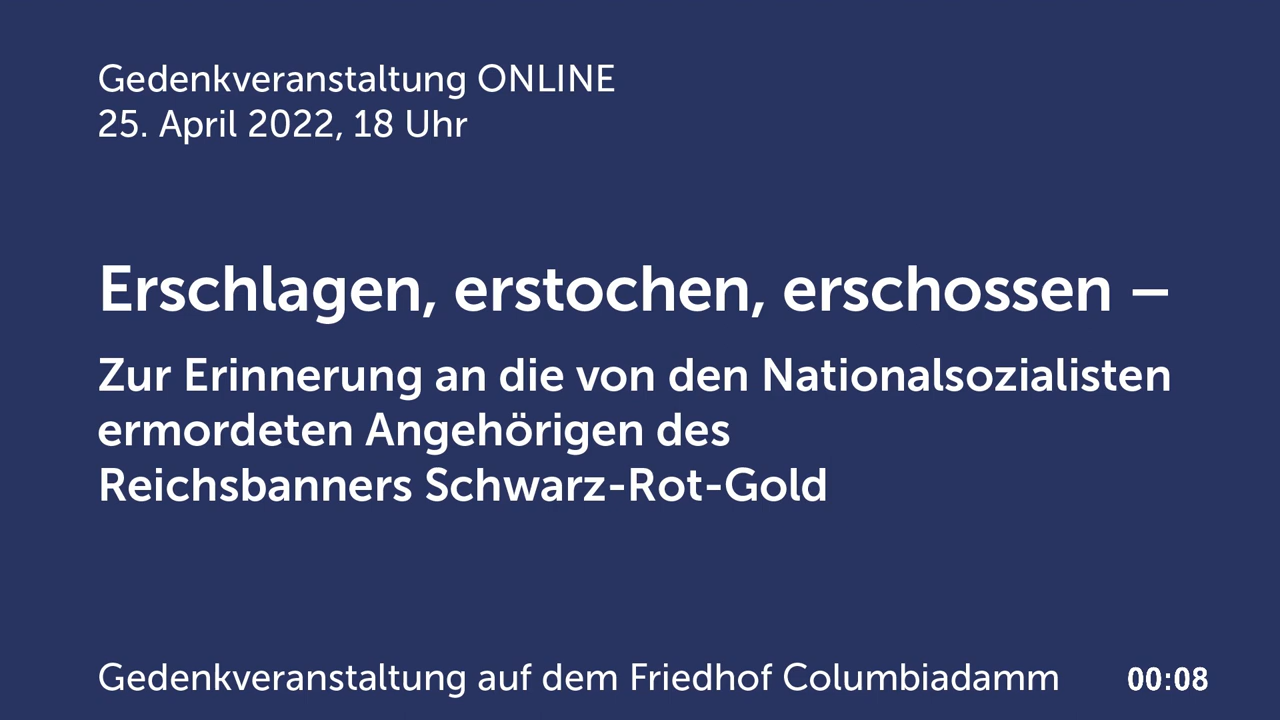 Gedenkveranstaltung ONLINE
25. April 2022, 18 Uhr
Erschlagen, erstochen, erschossen –
Zur Erinnerung an die von den Nationalsozialisten
ermordeten Angehörigen des
Reichsbanners Schwarz-Rot-Gold
Gedenkveranstaltung auf dem Friedhof Columbiadamm 00:08